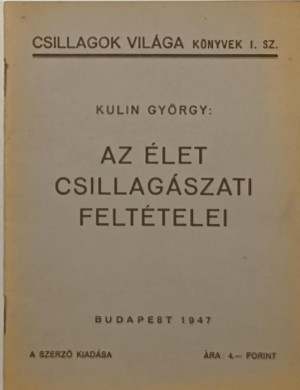 CSILLAGOK VILÁGA KÖNYVEK I. SZ.
KULIN GYÖRGY:
AZ ÉLET
CSILLAGÁSZATI
FELTÉTELEI
BUDAPEST 1947
A SZERZŐ KIADÁSA ÁRA: 4.— FORINT